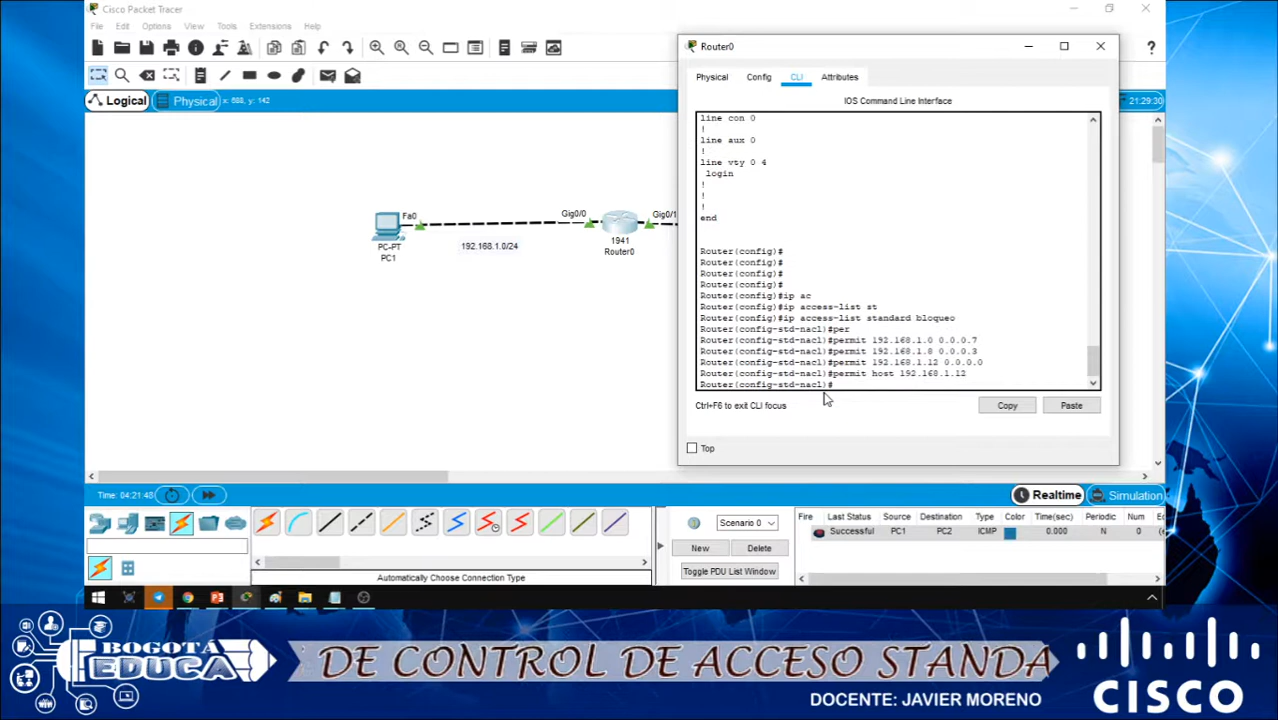 Cisco Packet Tracer
File Edit Options View Tools Extensions Help
Logical Physical x: 688, y: 142
21:29:30
Fa0
PC-PT
PC1
192.168.1.0/24
Gig0/0
Gig0/1
1941
Router0
Router0
Physical Config CLI Attributes
IOS Command Line Interface
line con 0
!
line aux 0
!
line vty 0 4
login
!
!
!
end
Router(config)#
Router(config)#
Router(config)#
Router(config)#
Router(config)#ip ac
Router(config)#ip access-list st
Router(config)#ip access-list standard bloqueo
Router(config-std-nacl)#per
Router(config-std-nacl)#permit 192.168.1.0 0.0.0.7
Router(config-std-nacl)#permit 192.168.1.8 0.0.0.3
Router(config-std-nacl)#permit 192.168.1.12 0.0.0.0
Router(config-std-nacl)#permit host 192.168.1.12
Router(config-std-nacl)#
Ctrl+F6 to exit CLI focus
Copy
Paste
Top
Time: 04:21:48
Realtime
Simulation
Automatically Choose Connection Type
Scenario 0
New
Delete
Toggle PDU List Window
Fire Last Status Source Destination Type Color Time(sec) Periodic Num
Successful PC1 PC2 ICMP 0.000 N 0
BOGOTÁ
EDUCA
DE CONTROL DE ACCESO STANDA
DOCENTE: JAVIER MORENO
CISCO